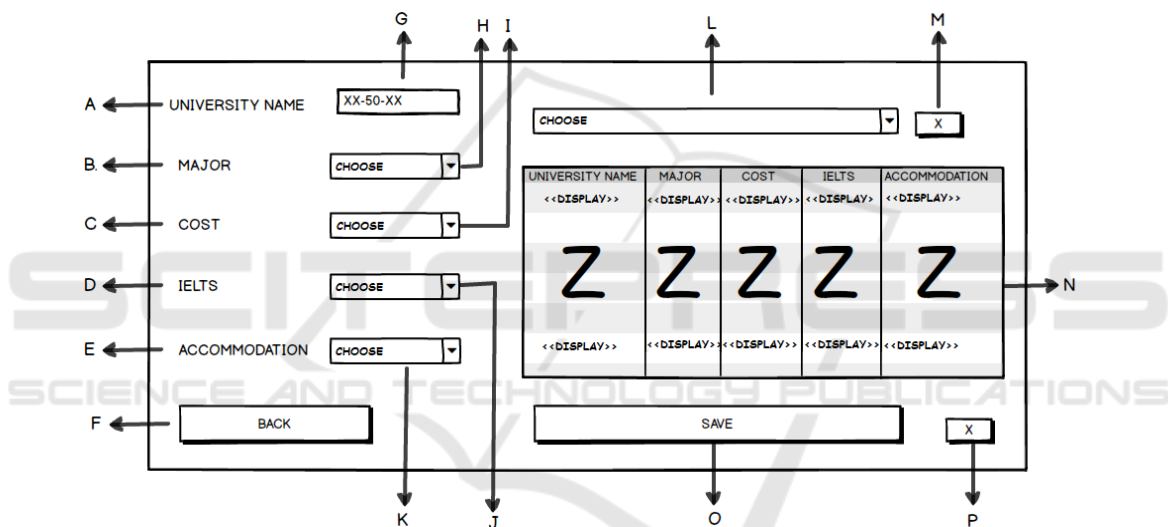 G
H
I
L
M
A
UNIVERSITY NAME
XX-50-XX
CHOOSE
X
B.
MAJOR
CHOOSE
UNIVERSITY NAME MAJOR COST IELTS ACCOMMODATION
<<DISPLAY>> <<DISPLAY>> <<DISPLAY>> <<DISPLAY> <<DISPLAY>>
C
COST
CHOOSE
Z Z Z Z Z
SCITEPRESS
D
IELTS
CHOOSE
N
E
ACCOMMODATION
CHOOSE
<<DISPLAY>> <<DISPLAY>> <<DISPLAY>> <<DISPLAY>> <<DISPLAY>>
SCIENCE AND TECHNOLOGY PUBLICATIONS
F
BACK
SAVE
X
K
J
O
P